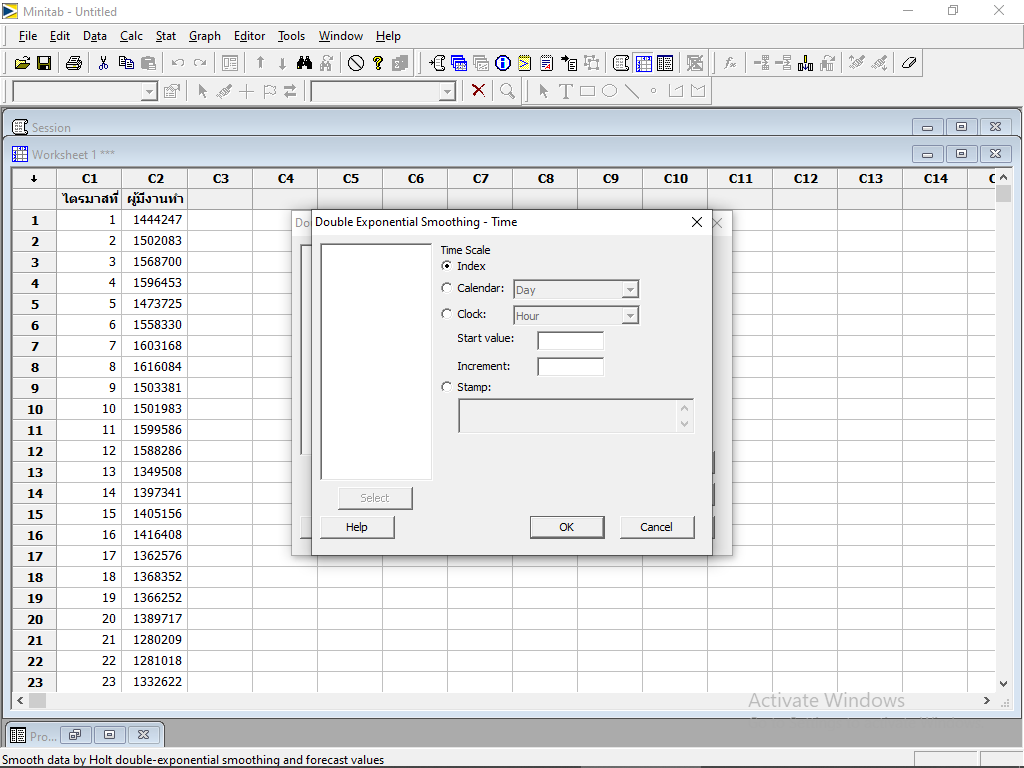 Minitab - Untitled
File Edit Data Calc Stat Graph Editor Tools Window Help
Session
Worksheet 1 ***
C1 C2 C3 C4 C5 C6 C7 C8 C9 C10 C11 C12 C13 C14
ไตรมาสที่ ผู้มีงานทำ
1 1 1444247
2 2 1502083
3 3 1568700
4 4 1596453
5 5 1473725
6 6 1558330
7 7 1603168
8 8 1616084
9 9 1503381
10 10 1501983
11 11 1599586
12 12 1588286
13 13 1349508
14 14 1397341
15 15 1405156
16 16 1416408
17 17 1362576
18 18 1368352
19 19 1366252
20 20 1389717
21 21 1280209
22 22 1281018
23 23 1332622
Double Exponential Smoothing - Time
Time Scale
Index
Calendar: Day
Clock: Hour
Start value:
Increment:
Stamp:
Select
Help OK Cancel
Activate Windows
Pro...
Smooth data by Holt double-exponential smoothing and forecast values